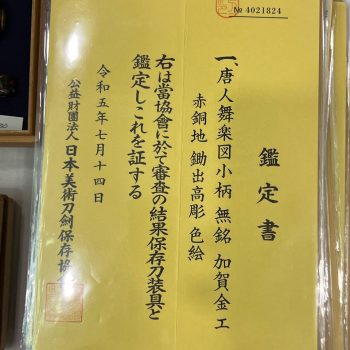 № 4021824
鑑定書
一、唐人舞楽図小柄 無銘 加賀金工
赤銅地 鋤出高彫 色絵
右は當協會に於て審査の結果保存刀装具と
鑑定しこれを証する
令和五年七月十四日
公益財團法人 日本美術刀劍保存協